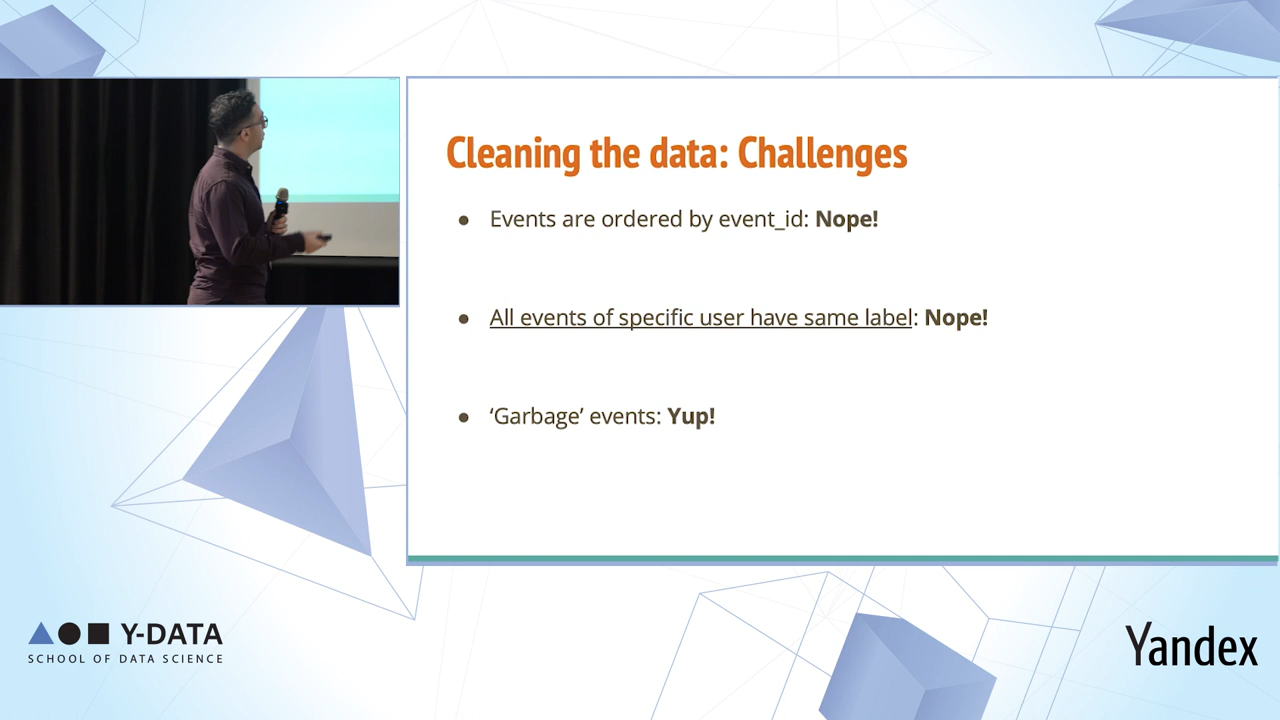 Cleaning the data: Challenges
● Events are ordered by event_id: Nope!
● All events of specific user have same label: Nope!
● ‘Garbage’ events: Yup!
Y-DATA
SCHOOL OF DATA SCIENCE
Yandex